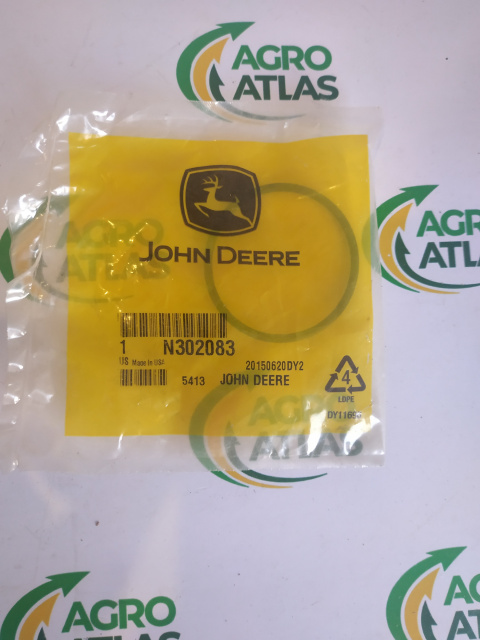 AGRO
ATLAS
AGRO
ATLAS
AGRO
ATLAS
JOHN DEERE
1 N302083
US Made In USA
20150620DY2
5413 JOHN DEERE
4
LDPE
AGRO
ATLAS
AGRO
ATLAS
AGRO
ATLAS